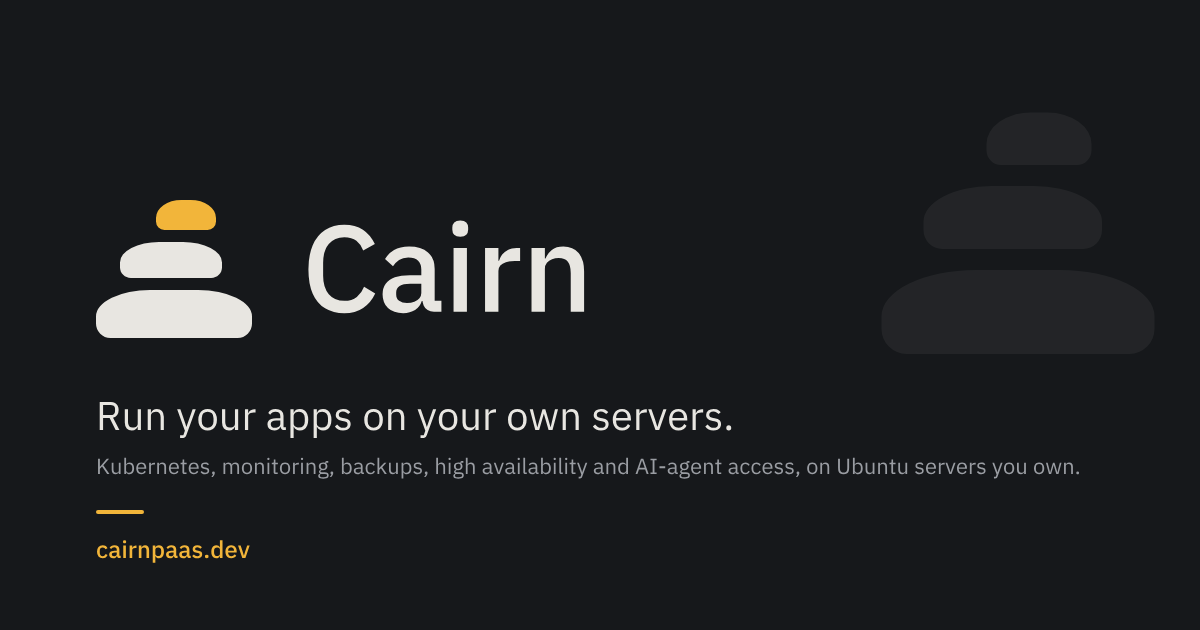 Cairn
Run your apps on your own servers.
Kubernetes, monitoring, backups, high availability and AI-agent access, on Ubuntu servers you own.
cairnpaas.dev